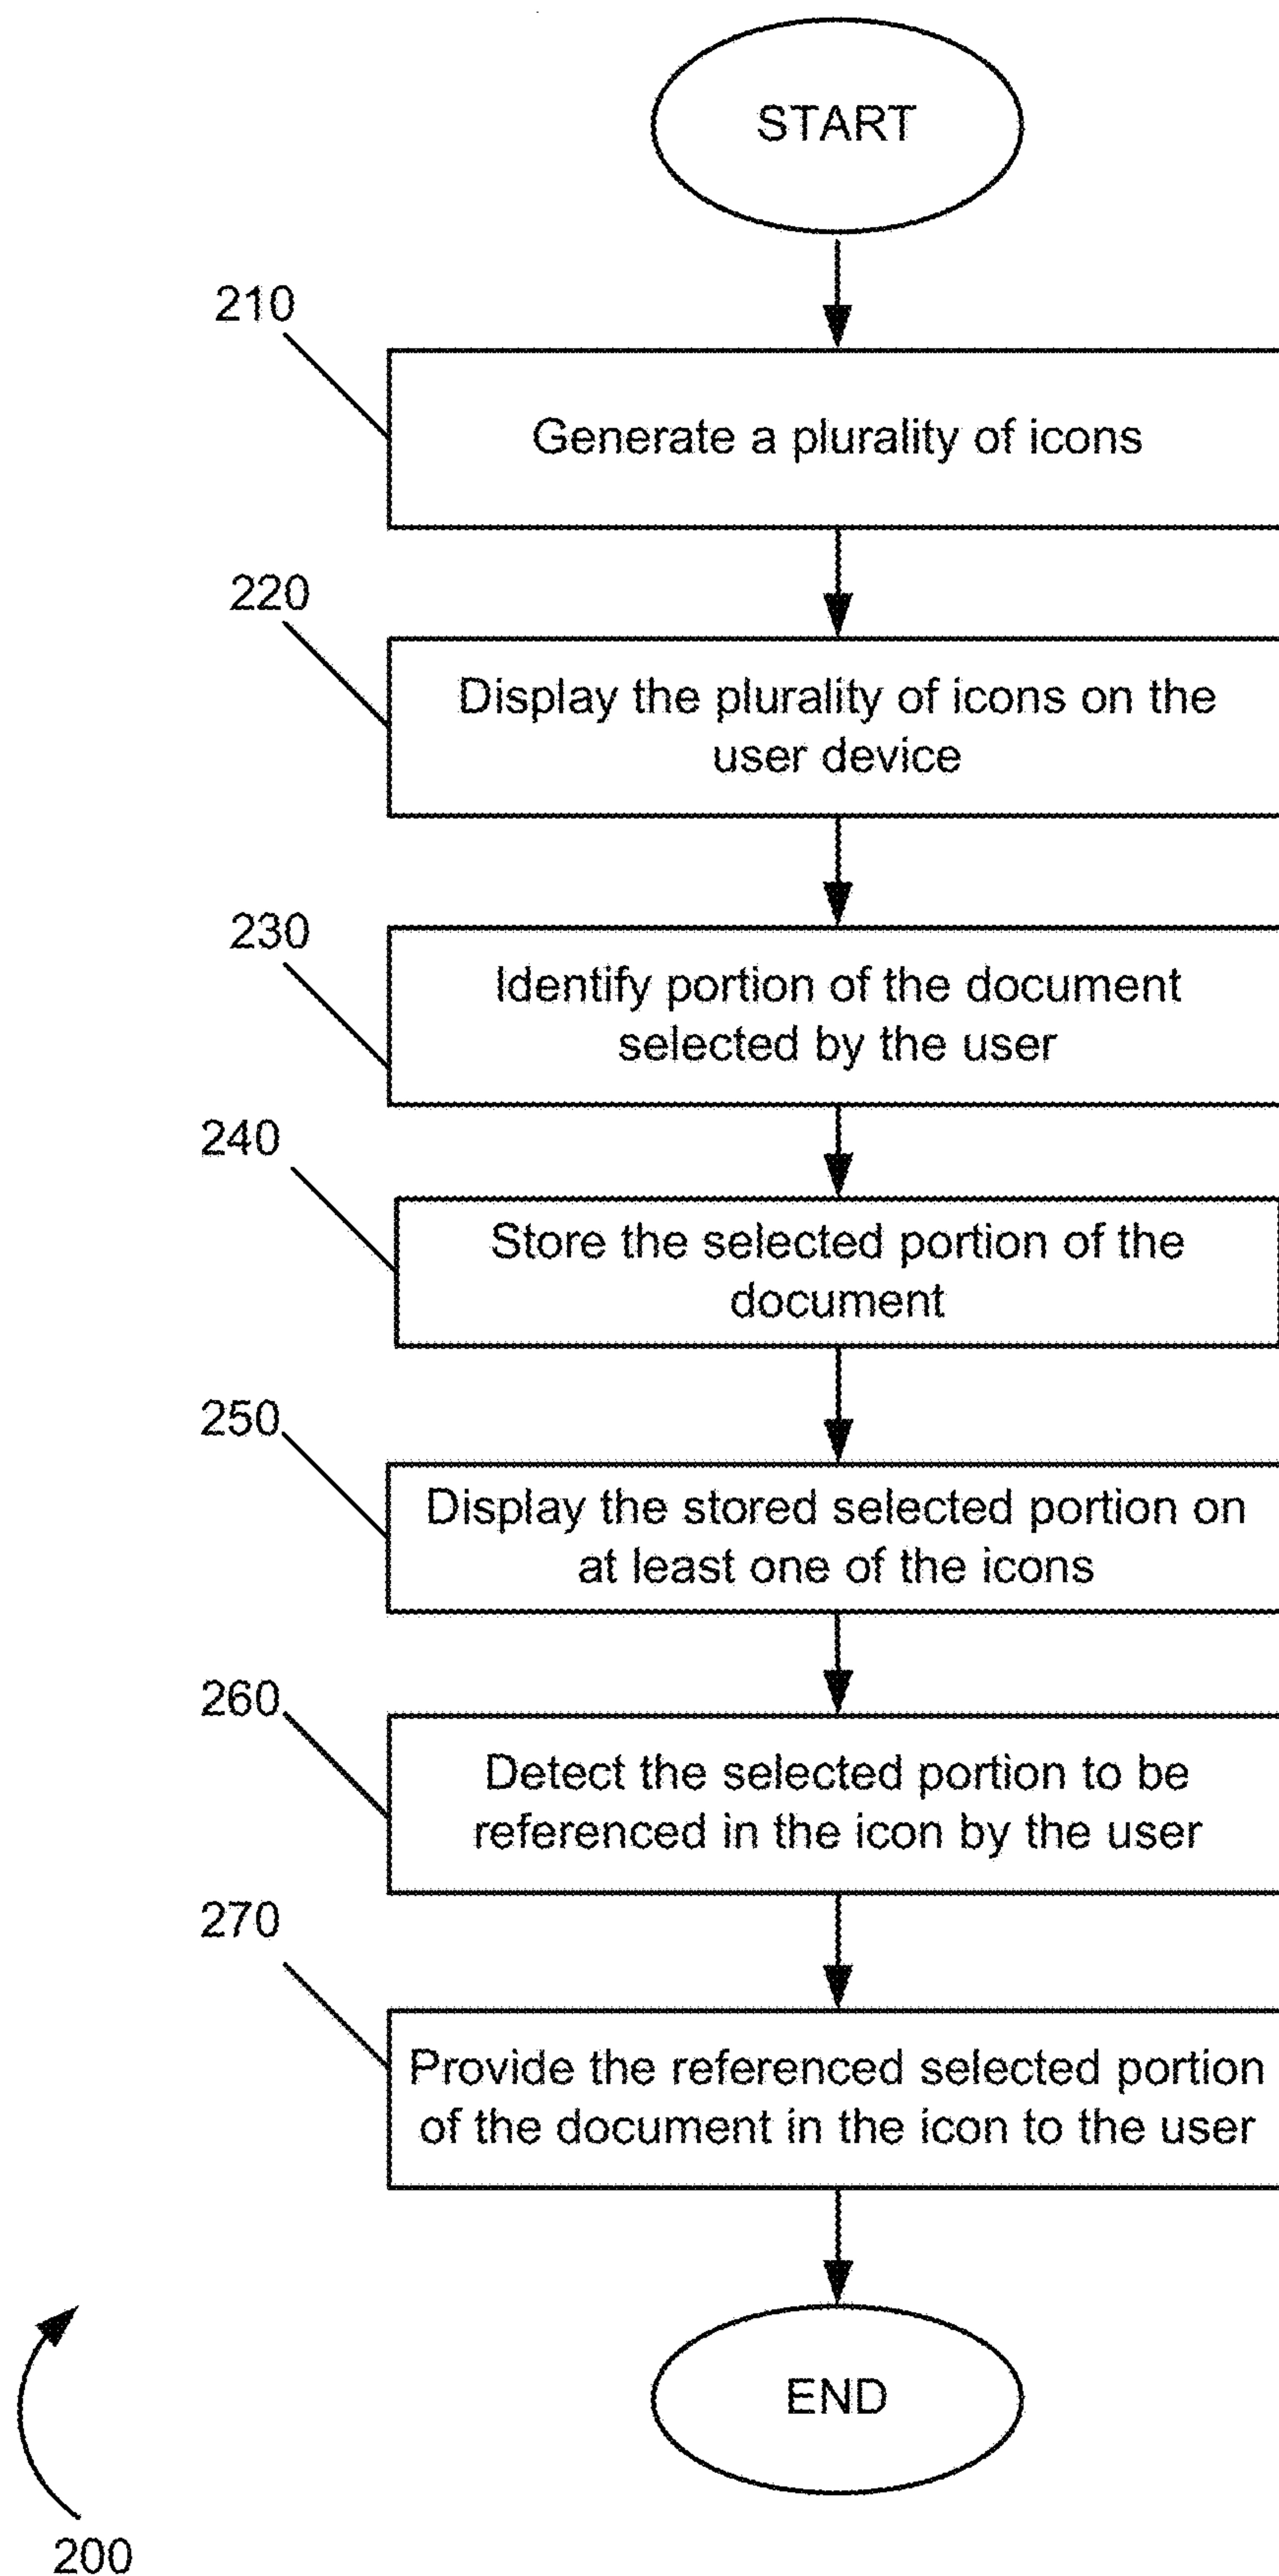 START
210
Generate a plurality of icons
220
Display the plurality of icons on the
user device
230
Identify portion of the document
selected by the user
240
Store the selected portion of the
document
250
Display the stored selected portion on
at least one of the icons
260
Detect the selected portion to be
referenced in the icon by the user
270
Provide the referenced selected portion
of the document in the icon to the user
END
200